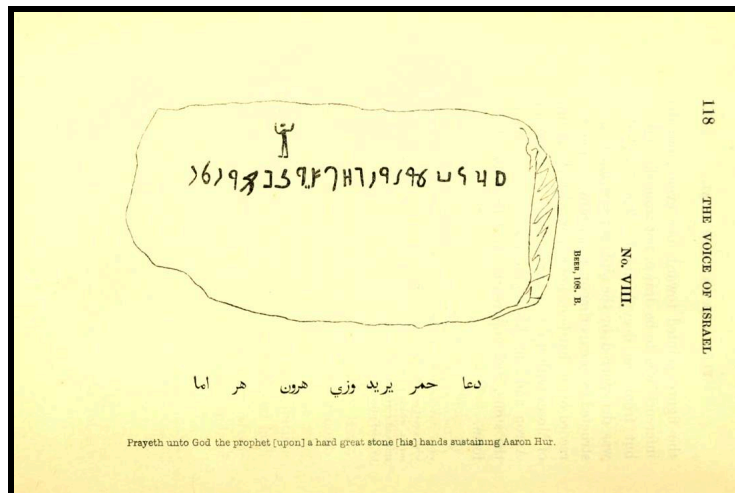 118 THE VOICE OF ISRAEL
No. VIII.
BEER, 108. B.
دعا حمر يريد وزي هرون هر اما
Prayeth unto God the prophet [upon] a hard great stone [his] hands sustaining Aaron Hur.